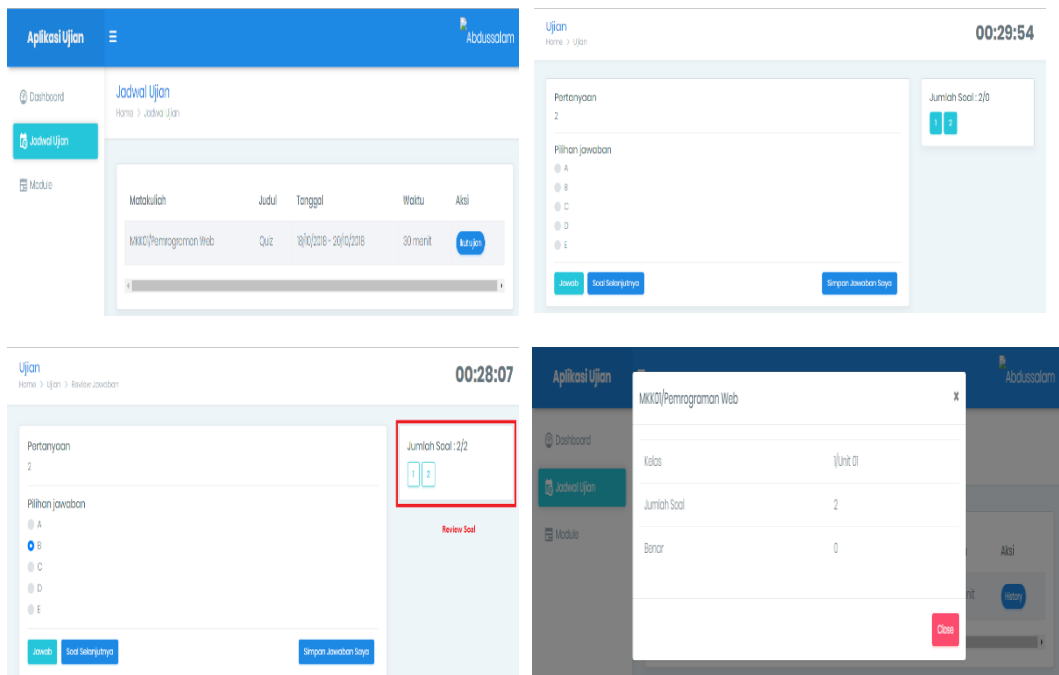 Aplikasi Ujian
Abdussalam
Dashboard
Jadwal Ujian
Module
Jadwal Ujian
Home > Jadwal Ujian
Matakuliah Judul Tanggal Waktu Aksi
MKK01/Pemrograman Web Quiz 18/10/2018 - 20/10/2018 30 menit Ikut ujian
Ujian
Home > Ujian
00:29:54
Pertanyaan
2
Pilihan jawaban
A
B
C
D
E
Jawab Soal Selanjutnya Simpan Jawaban Saya
Jumlah Soal : 2/0
1 2
Ujian
Home > Ujian > Review Jawaban
00:28:07
Pertanyaan
2
Pilihan jawaban
A
B
C
D
E
Jawab Soal Selanjutnya Simpan Jawaban Saya
Jumlah Soal : 2/2
1 2
Review Soal
Aplikasi Ujian
Abdussalam
Dashboard
Jadwal Ujian
Module
MKK01/Pemrograman Web x
Kelas 1/Unit 01
Jumlah Soal 2
Benar 0
Close
Aksi
nit History